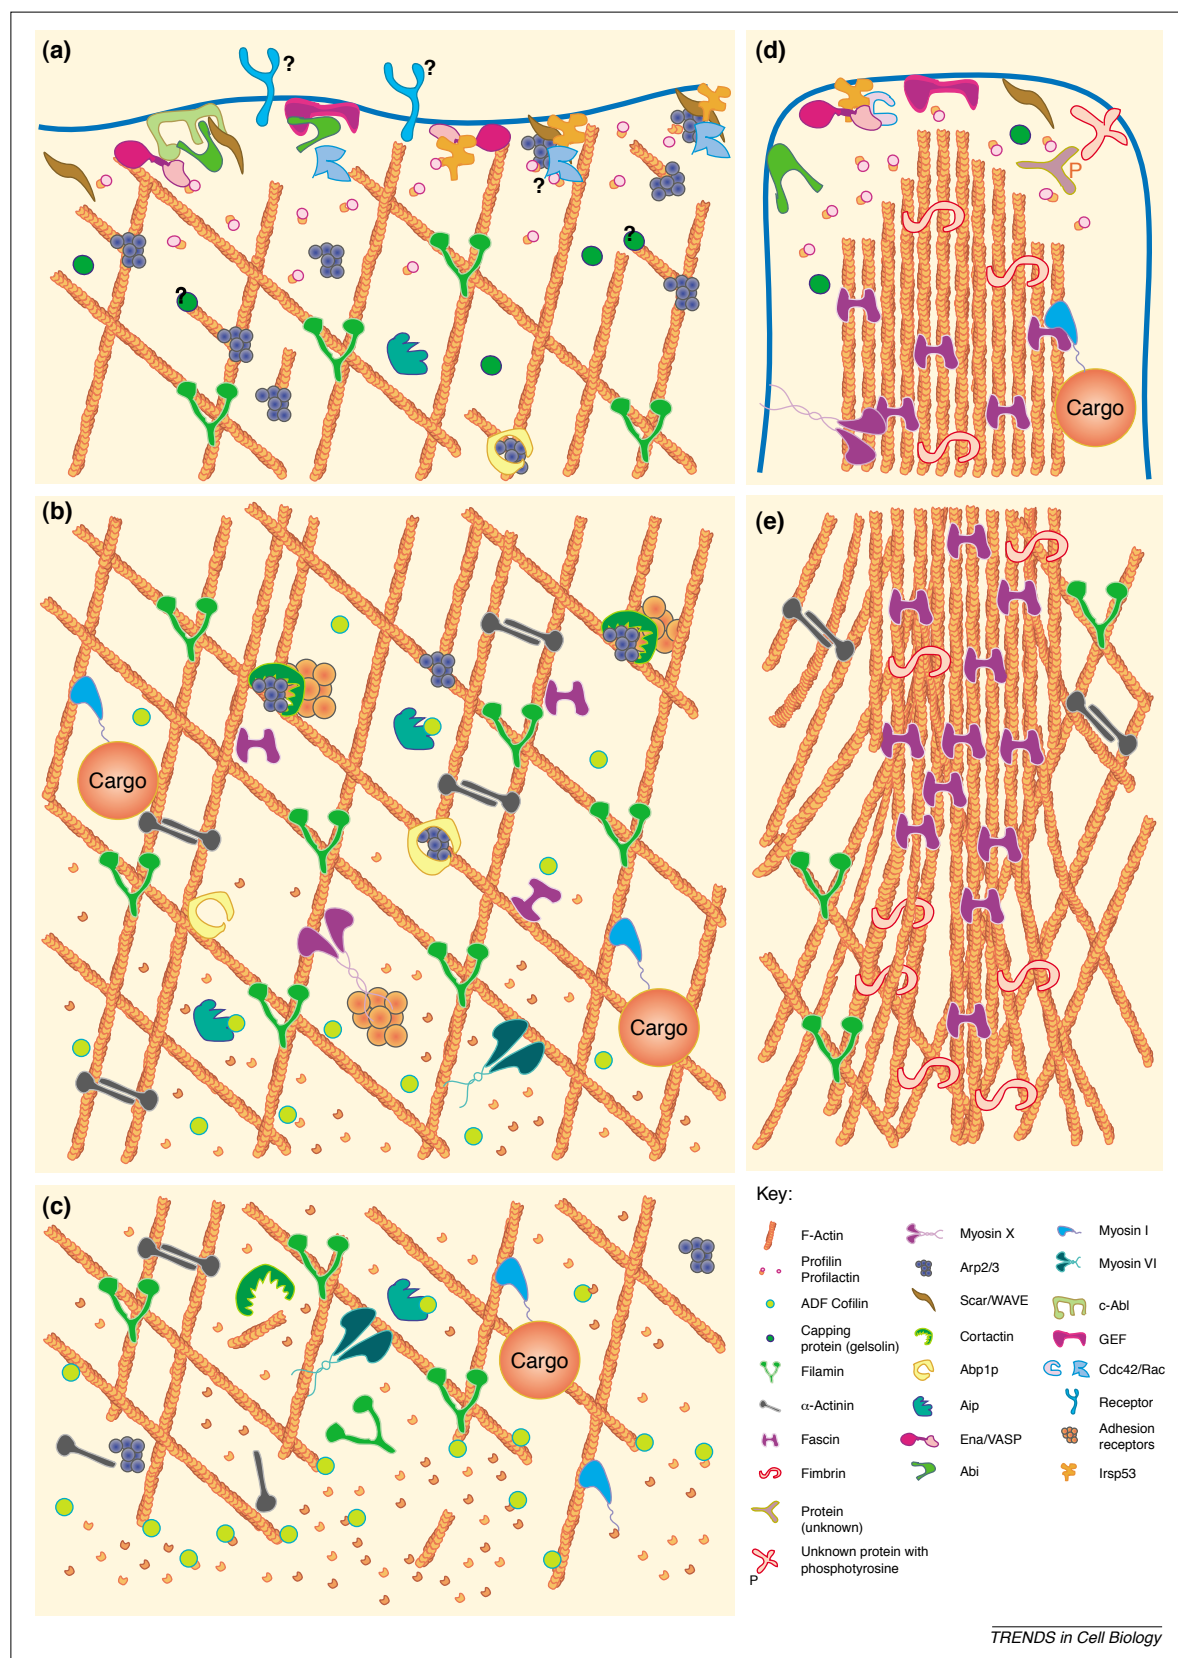 (a)
?
?
?
?
?
(d)
P
Cargo
(b)
Cargo
Cargo
(e)
(c)
Cargo
Key:
F-Actin
Profilin
Profilactin
ADF Cofilin
Capping
protein (gelsolin)
Filamin
α-Actinin
Fascin
Fimbrin
Protein
(unknown)
P
Unknown protein with
phosphotyrosine
Myosin X
Arp2/3
Scar/WAVE
Cortactin
Abp1p
Aip
Ena/VASP
Abi
Myosin I
Myosin VI
c-Abl
GEF
Cdc42/Rac
Receptor
Adhesion
receptors
Irsp53
TRENDS in Cell Biology